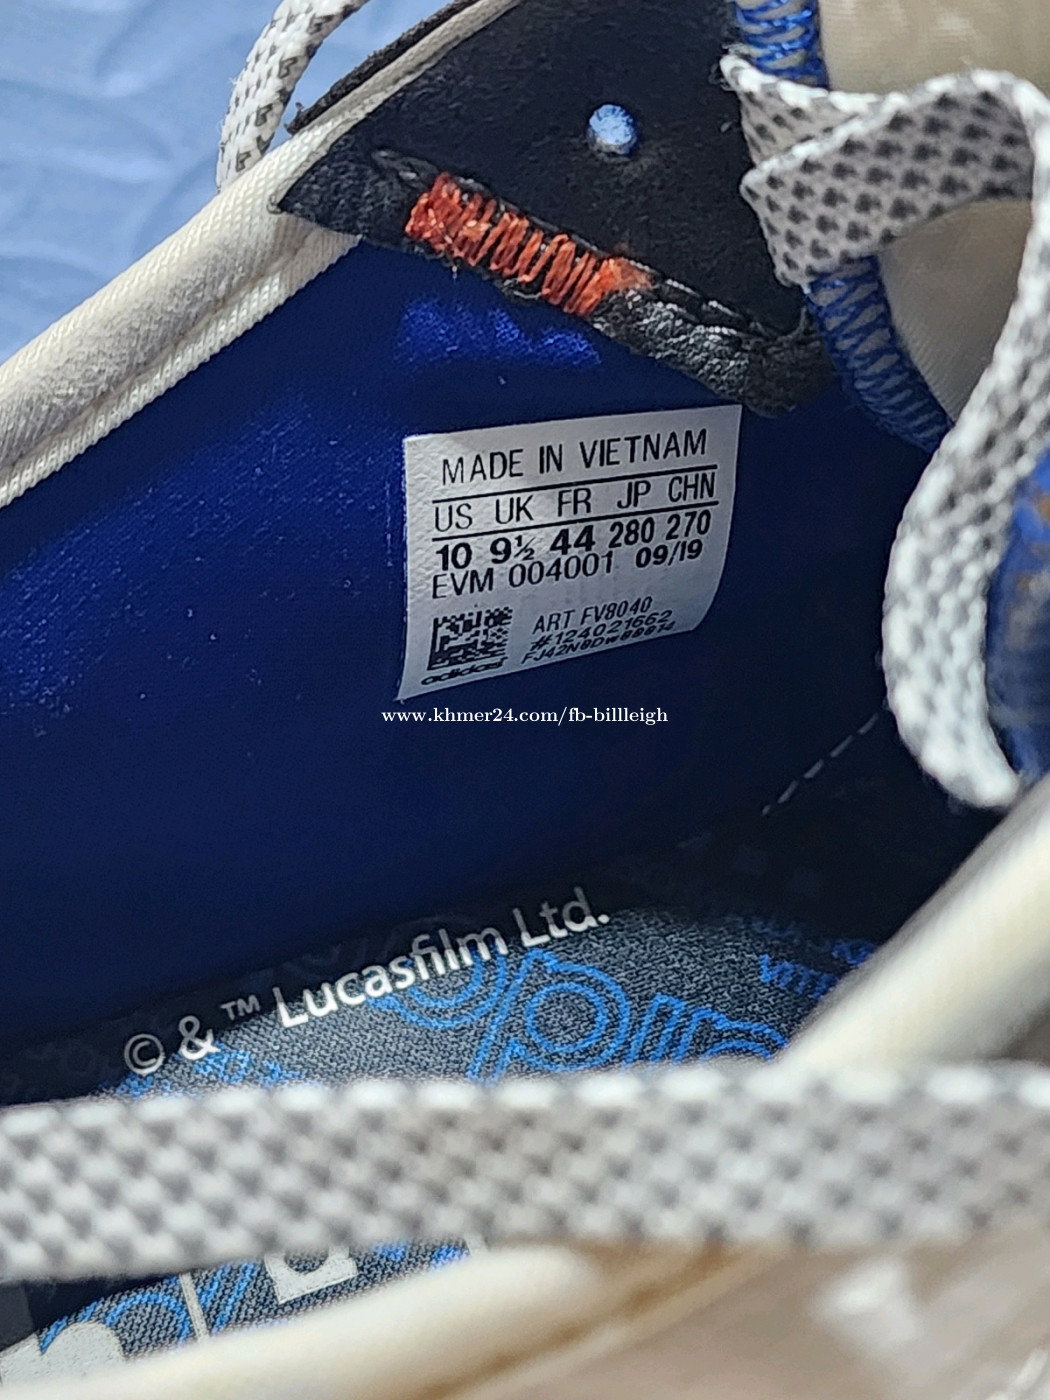 MADE IN VIETNAM
US UK FR JP CHN
10 9½ 44 280 270
EVM 004001 09/19
ART FV8040
#124021662
adidas
www.khmer24.com/fb-billleigh
© & ™ Lucasfilm Ltd.